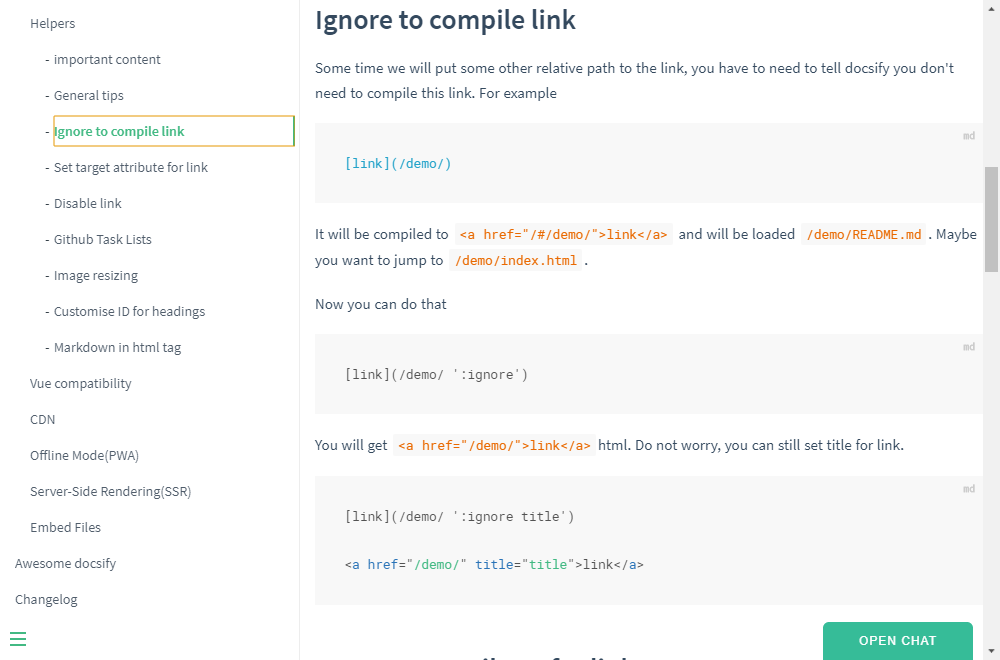 Helpers
- important content
- General tips
- Ignore to compile link
- Set target attribute for link
- Disable link
- Github Task Lists
- Image resizing
- Customise ID for headings
- Markdown in html tag
Vue compatibility
CDN
Offline Mode(PWA)
Server-Side Rendering(SSR)
Embed Files
Awesome docsify
Changelog
Ignore to compile link
Some time we will put some other relative path to the link, you have to need to tell docsify you don't
need to compile this link. For example
md
[link](/demo/)
It will be compiled to <a href="/#/demo/">link</a> and will be loaded /demo/README.md . Maybe
you want to jump to /demo/index.html .
Now you can do that
md
[link](/demo/ ':ignore')
You will get <a href="/demo/">link</a> html. Do not worry, you can still set title for link.
md
[link](/demo/ ':ignore title')
<a href="/demo/" title="title">link</a>
OPEN CHAT